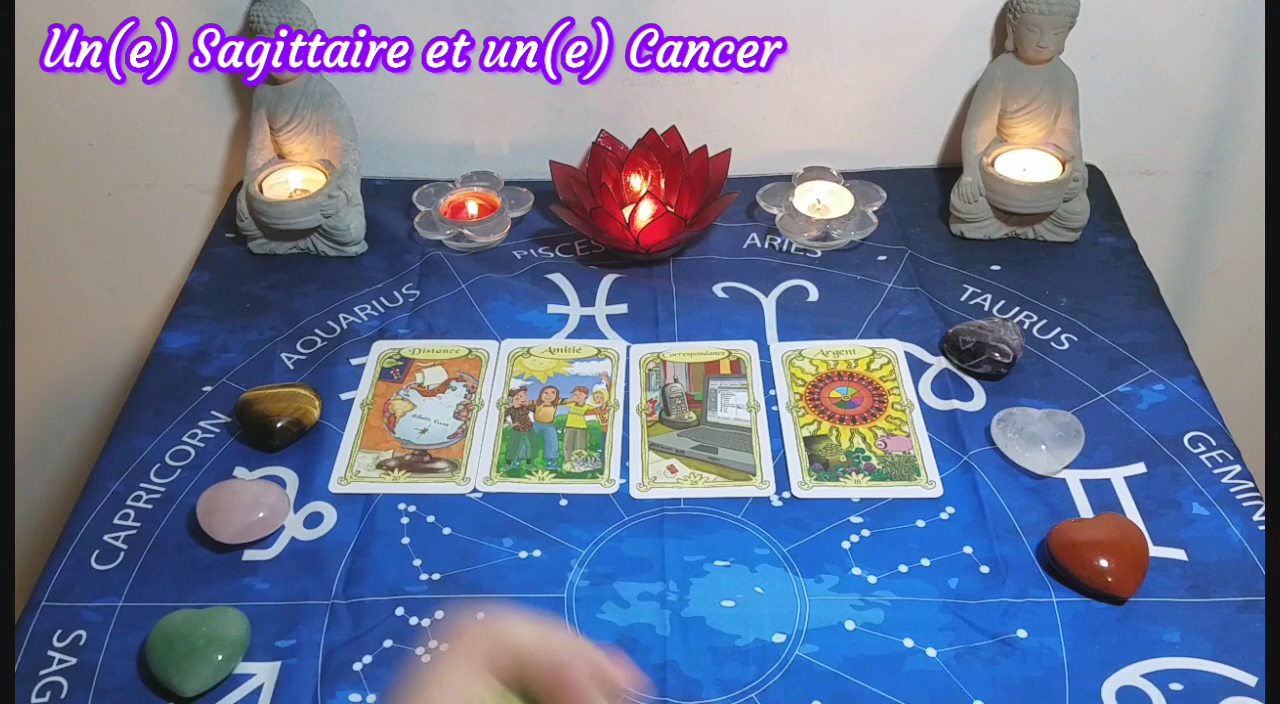 Un(e) Sagittaire et un(e) Cancer
PISCES
ARIES
AQUARIUS
TAURUS
Distance
Amitié
Correspondance
Argent
CAPRICORN
GEMINI
SAG